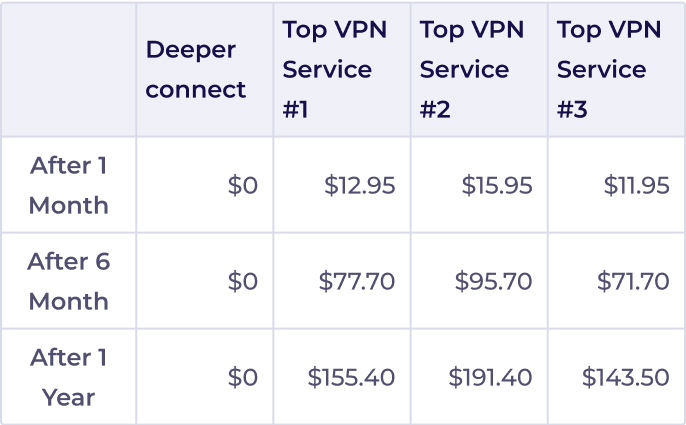 Deeper
connect
Top VPN
Service
#1
Top VPN
Service
#2
Top VPN
Service
#3
After 1
Month
$0
$12.95
$15.95
$11.95
After 6
Month
$0
$77.70
$95.70
$71.70
After 1
Year
$0
$155.40
$191.40
$143.50